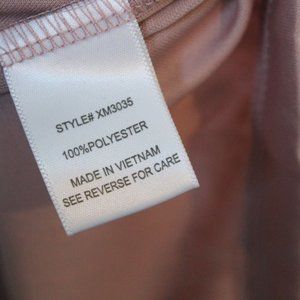 STYLE# XM3035
100%POLYESTER
MADE IN VIETNAM
SEE REVERSE FOR CARE